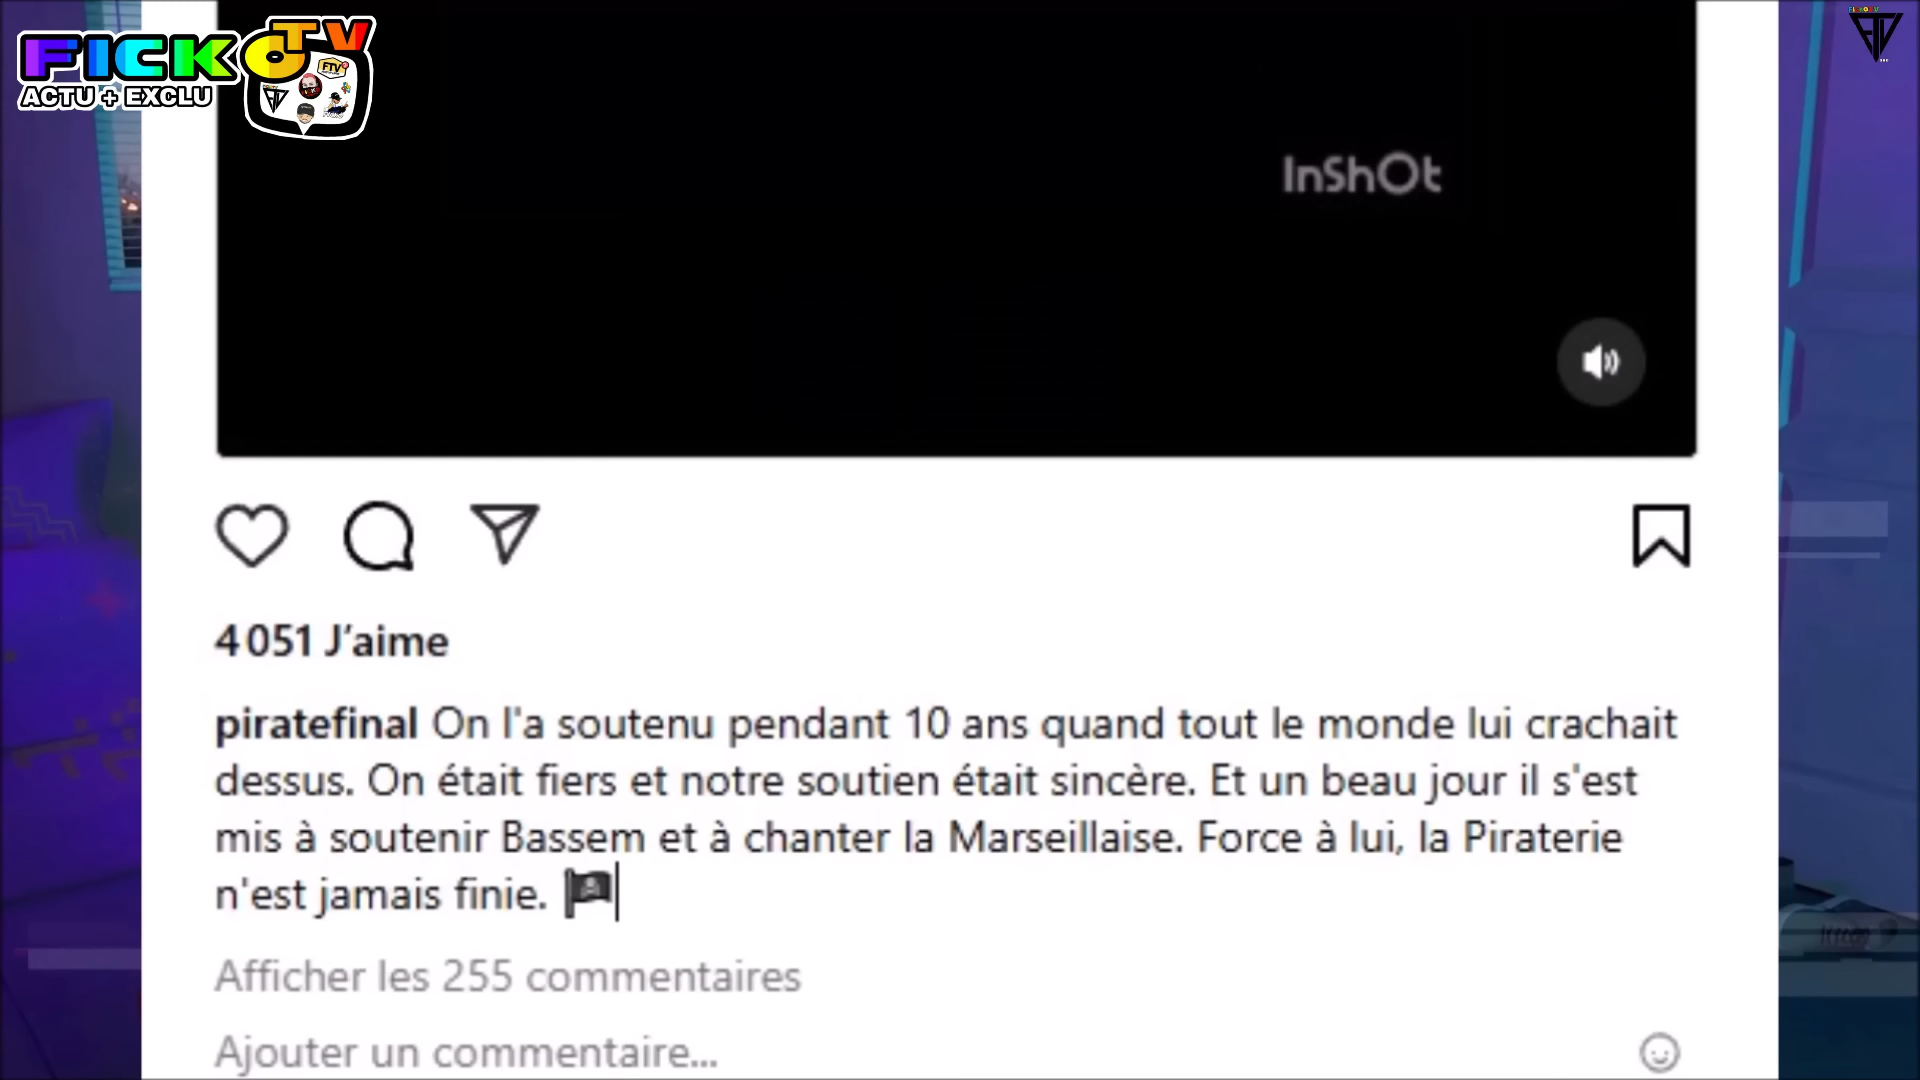 FICKO TV
ACTU + EXCLU
FTV
InShOt
4 051 J'aime
piratefinal On l'a soutenu pendant 10 ans quand tout le monde lui crachait
dessus. On était fiers et notre soutien était sincère. Et un beau jour il s'est
mis à soutenir Bassem et à chanter la Marseillaise. Force à lui, la Piraterie
n'est jamais finie. 🏴‍☠️
Afficher les 255 commentaires
Ajouter un commentaire...